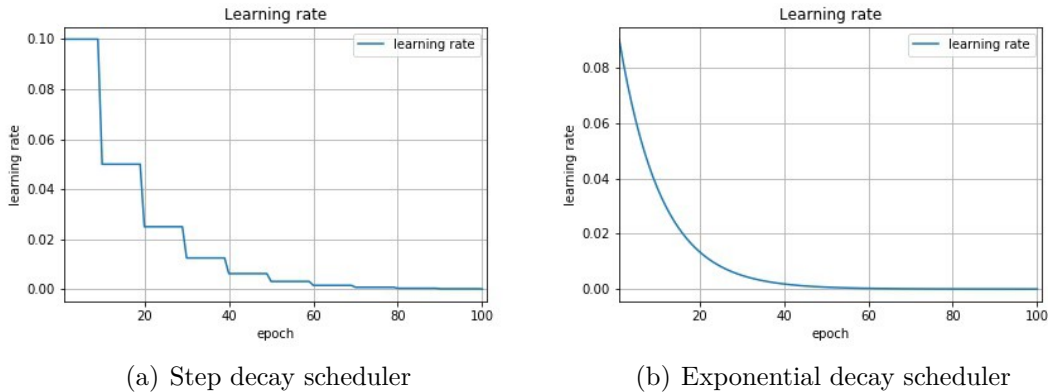 Learning rate
learning rate
0.10
0.08
0.06
0.04
0.02
0.00
learning rate
20 40 60 80 100
epoch
(a) Step decay scheduler
Learning rate
learning rate
0.08
0.06
0.04
0.02
0.00
learning rate
20 40 60 80 100
epoch
(b) Exponential decay scheduler